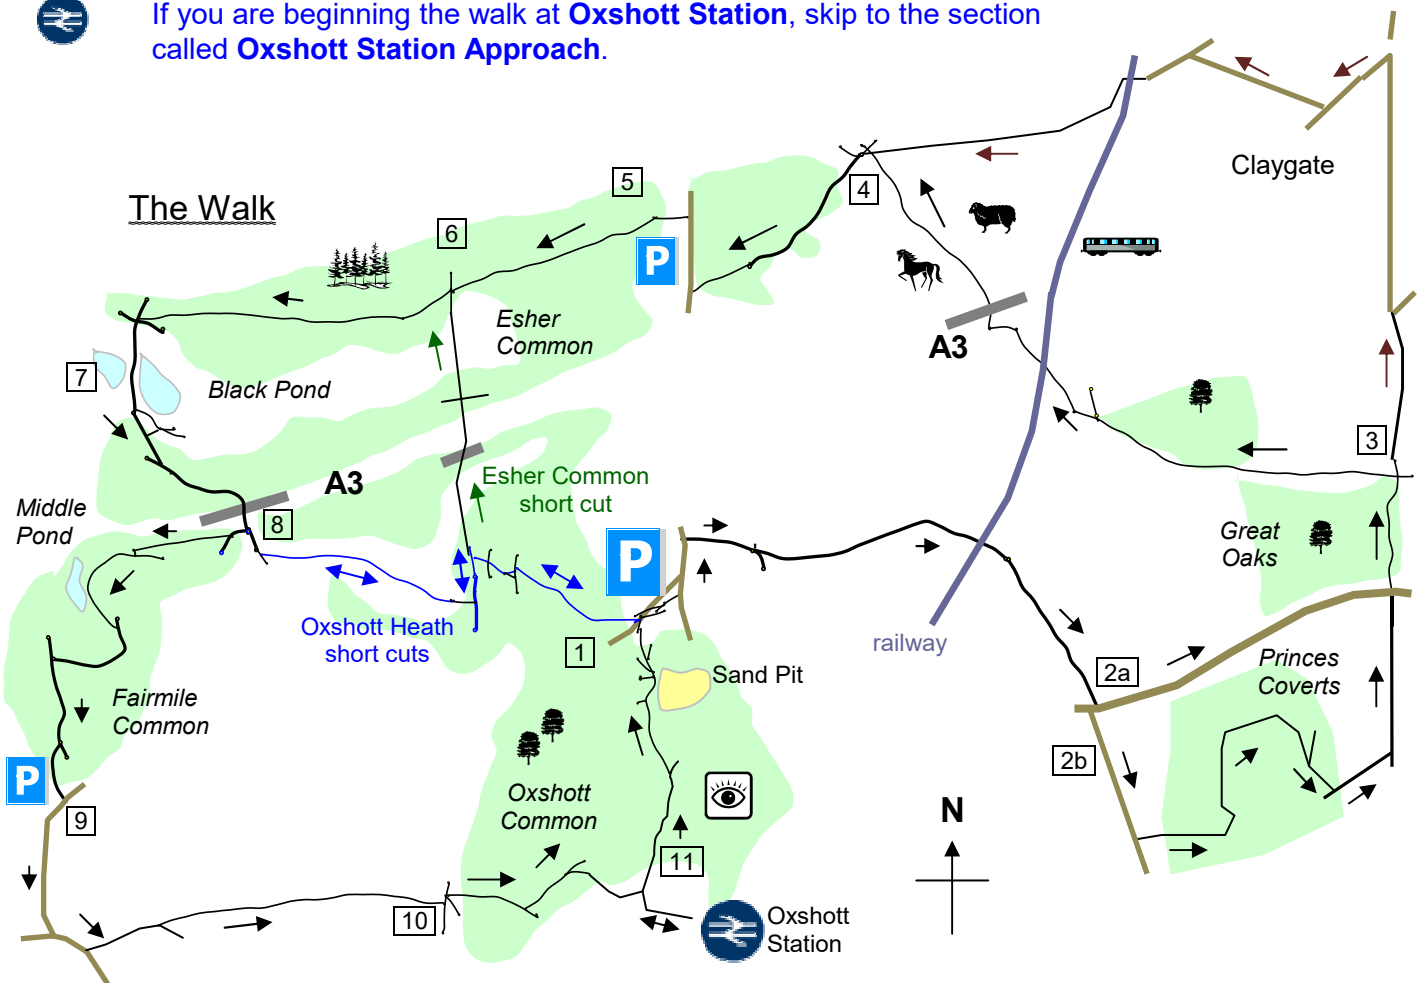 If you are beginning the walk at Oxshott Station, skip to the section
called Oxshott Station Approach.
The Walk
Claygate
5
4
6
P
Esher
Common
A3
7
Black Pond
3
A3
Esher Common
short cut
Middle
Pond
8
Great
Oaks
P
Oxshott Heath
short cuts
1
railway
2a
Princes
Coverts
Sand Pit
Fairmile
Common
2b
P
9
Oxshott
Common
N
11
10
Oxshott
Station